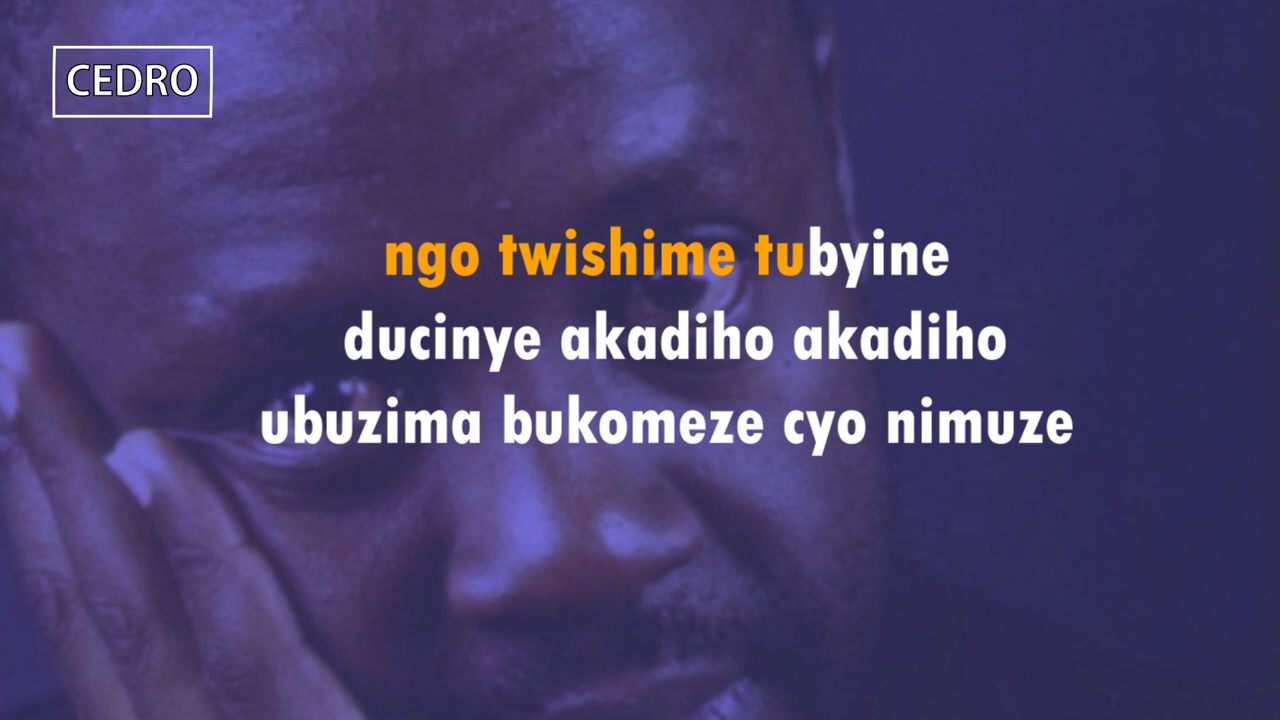 CEDRO
ngo twishime tubyine
ducinye akadiho akadiho
ubuzima bukomeze cyo nimuze